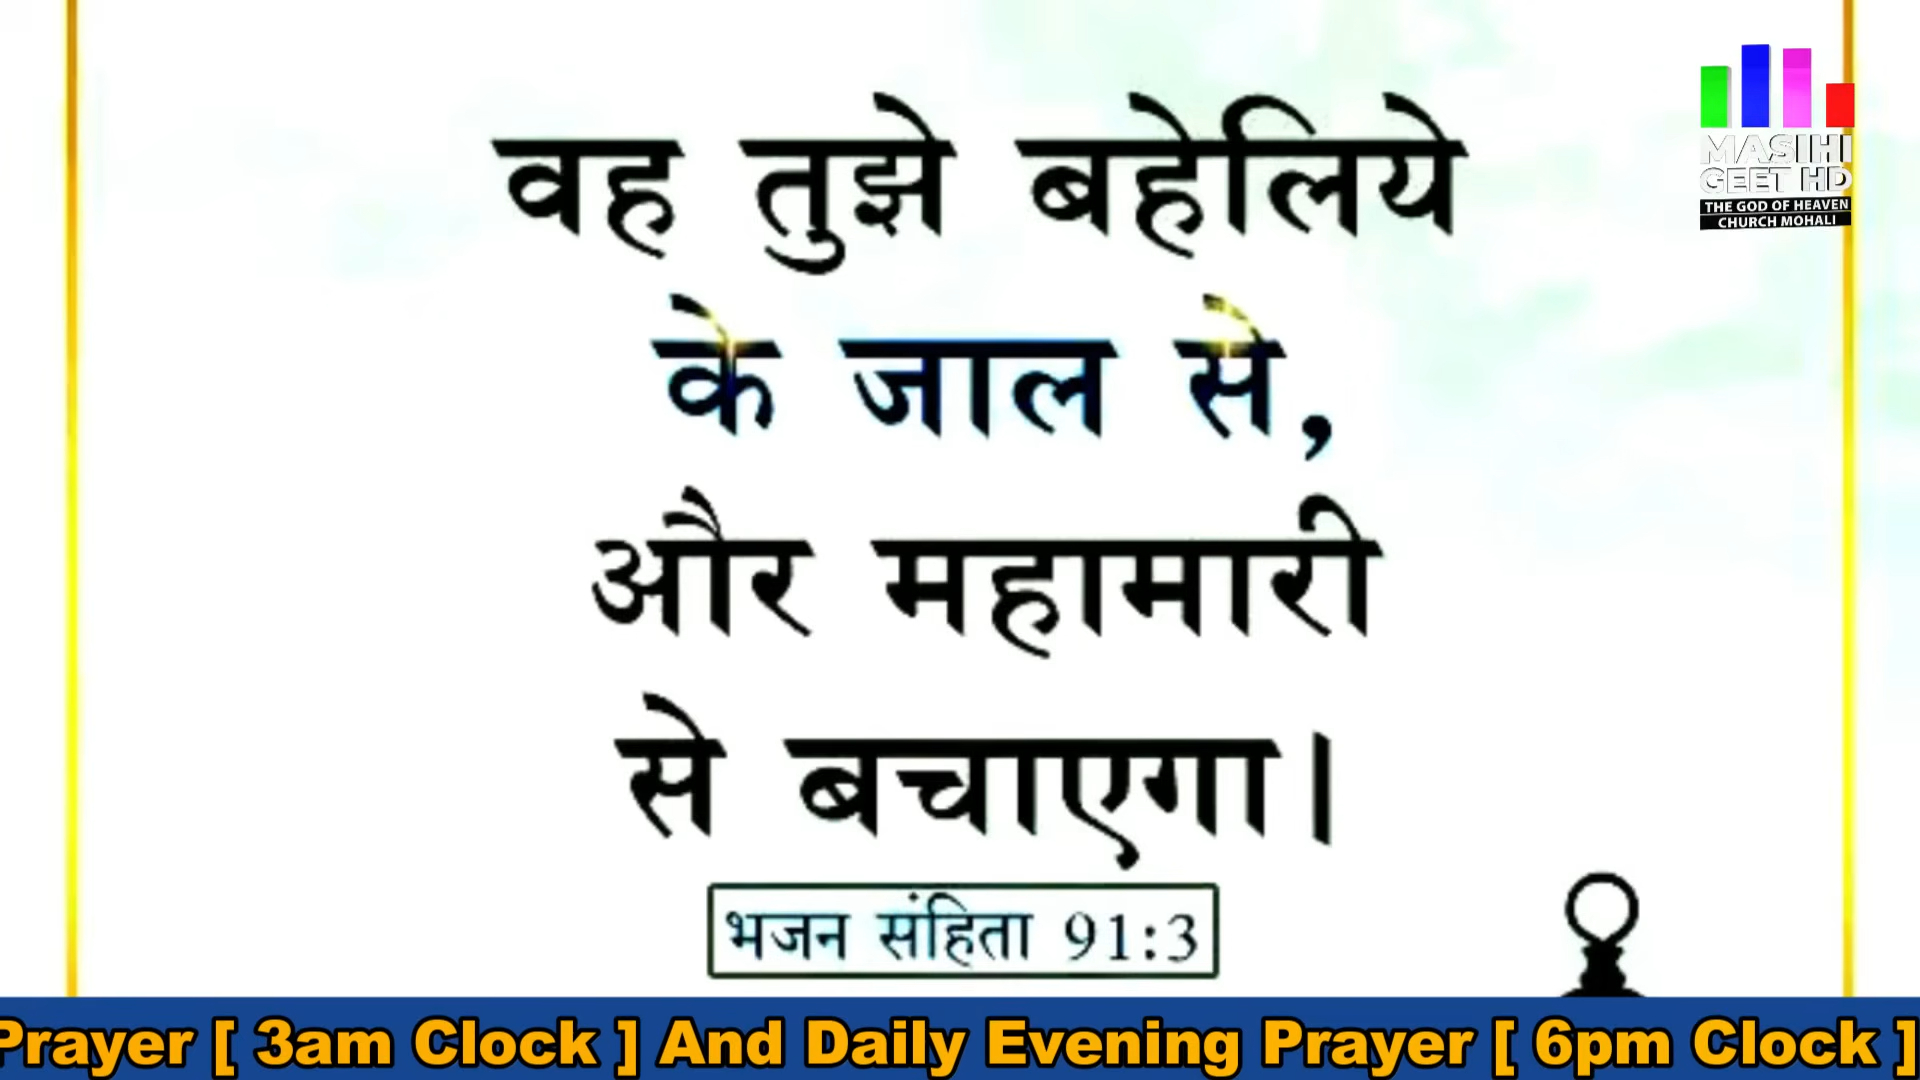 वह तुझे बहेलिये
के जाल से,
और महामारी
से बचाएगा।
भजन संहिता 91:3
MASIHI
GEET HD
THE GOD OF HEAVEN
CHURCH MOHALI
Prayer [ 3am Clock ] And Daily Evening Prayer [ 6pm Clock ]